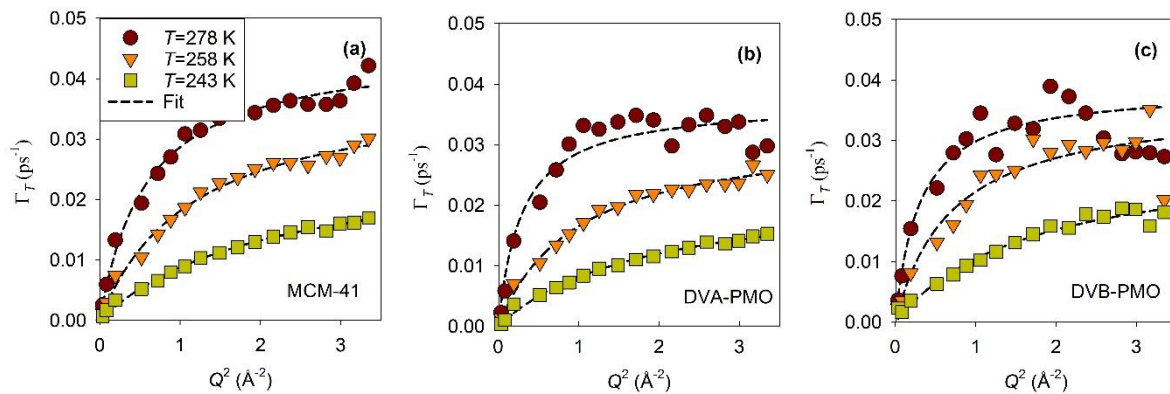 0.05
0.04
0.03
0.02
0.01
0.00
Γ_T (ps⁻¹)
T=278 K
T=258 K
T=243 K
Fit
(a)
MCM-41
0 1 2 3
Q² (Å⁻²)
0.05
0.04
0.03
0.02
0.01
0.00
Γ_T (ps⁻¹)
(b)
DVA-PMO
0 1 2 3
Q² (Å⁻²)
0.05
0.04
0.03
0.02
0.01
0.00
Γ_T (ps⁻¹)
(c)
DVB-PMO
0 1 2 3
Q² (Å⁻²)